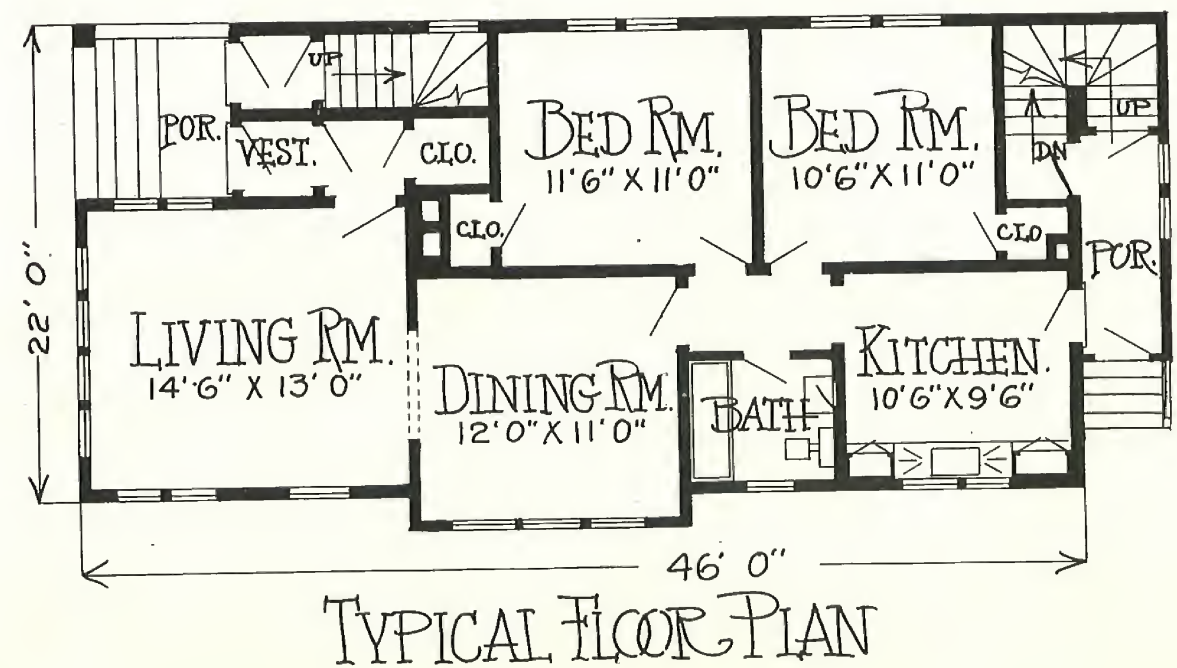 UP
POR.
VEST.
CLO.
BED RM.
11'6" X 11'0"
BED RM.
10'6" X 11'0"
UP
DN
CLO.
CLO
POR.
22' 0"
LIVING RM.
14'6" X 13' 0"
DINING RM.
12'0" X 11'0"
BATH
KITCHEN.
10'6" X 9'6"
46' 0"
TYPICAL FLOOR PLAN